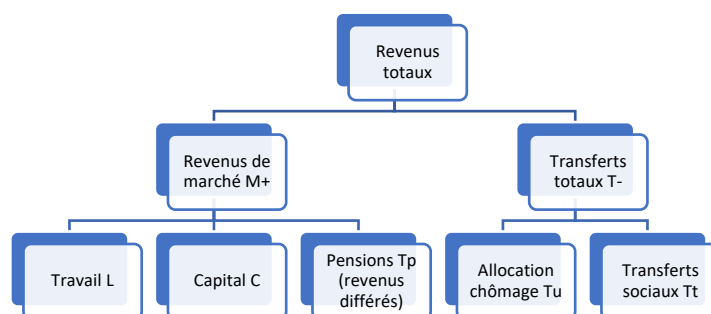 Revenus
totaux
Revenus de
marché M+
Transferts
totaux T-
Travail L
Capital C
Pensions Tp
(revenus
différés)
Allocation
chômage Tu
Transferts
sociaux Tt